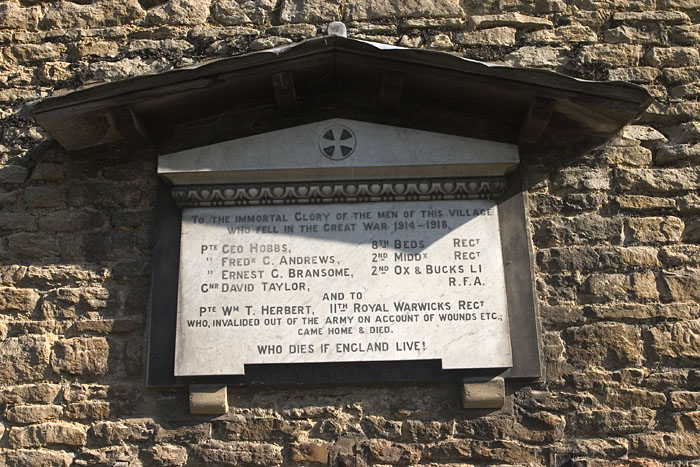 TO THE IMMORTAL GLORY OF THE MEN OF THIS VILLAGE
WHO FELL IN THE GREAT WAR 1914-1918.
PTE GEO HOBBS, 8TH BEDS REGT
" FREDK C. ANDREWS, 2ND MIDDX REGT
" ERNEST G. BRANSOME, 2ND OX & BUCKS LI
GNR DAVID TAYLOR, R.F.A.
AND TO
PTE WM T. HERBERT, 11TH ROYAL WARWICKS REGT
WHO, INVALIDED OUT OF THE ARMY ON ACCOUNT OF WOUNDS ETC.,
CAME HOME & DIED.
WHO DIES IF ENGLAND LIVE!